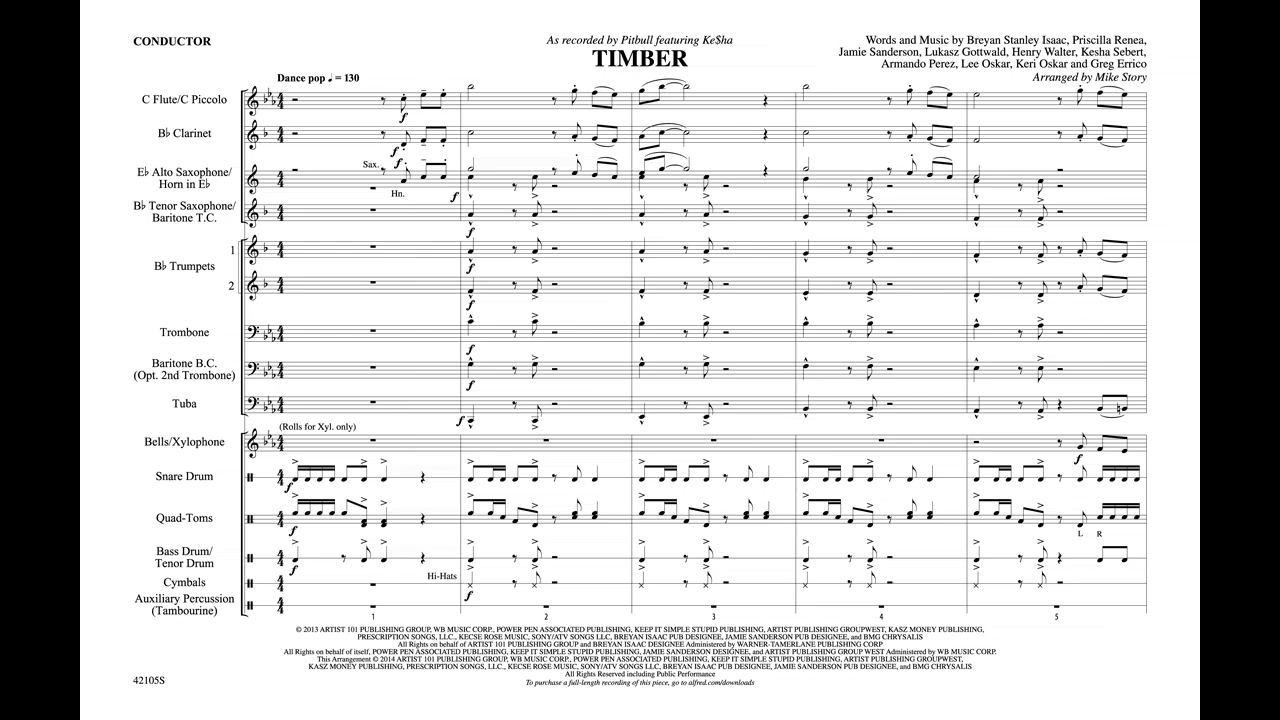 CONDUCTOR
As recorded by Pitbull featuring Ke$ha
TIMBER
Words and Music by Breyan Stanley Isaac, Priscilla Renea,
Jamie Sanderson, Lukasz Gottwald, Henry Walter, Kesha Sebert,
Armando Perez, Lee Oskar, Keri Oskar and Greg Errico
Arranged by Mike Story
Dance pop ♩ = 130
C Flute/C Piccolo
f
B♭ Clarinet
f
E♭ Alto Saxophone/
Horn in E♭
Sax.
f
Hn.
f
B♭ Tenor Saxophone/
Baritone T.C.
f
1
B♭ Trumpets
f
2
f
Trombone
f
Baritone B.C.
(Opt. 2nd Trombone)
f
Tuba
f
(Rolls for Xyl. only)
Bells/Xylophone
f
Snare Drum
f
Quad-Toms
f
L R
Bass Drum/
Tenor Drum
f
Hi-Hats
Cymbals
f
Auxiliary Percussion
(Tambourine)
1 2 3 4 5
© 2013 ARTIST 101 PUBLISHING GROUP, WB MUSIC CORP., POWER PEN ASSOCIATED PUBLISHING, KEEP IT SIMPLE STUPID PUBLISHING, ARTIST PUBLISHING GROUPWEST, KASZ MONEY PUBLISHING,
PRESCRIPTION SONGS, LLC., KECSE ROSE MUSIC, SONY/ATV SONGS LLC, BREYAN ISAAC PUB DESIGNEE, JAMIE SANDERSON PUB DESIGNEE, and BMG CHRYSALIS
All Rights on behalf of ARTIST 101 PUBLISHING GROUP and BREYAN ISAAC DESIGNEE Administered by WARNER-TAMERLANE PUBLISHING CORP
All Rights on behalf of itself, POWER PEN ASSOCIATED PUBLISHING, KEEP IT SIMPLE STUPID PUBLISHING, JAMIE SANDERSON DESIGNEE, and ARTIST PUBLISHING GROUP WEST Administered by WB MUSIC CORP.
This Arrangement © 2014 ARTIST 101 PUBLISHING GROUP, WB MUSIC CORP., POWER PEN ASSOCIATED PUBLISHING, KEEP IT SIMPLE STUPID PUBLISHING, ARTIST PUBLISHING GROUPWEST,
KASZ MONEY PUBLISHING, PRESCRIPTION SONGS, LLC., KECSE ROSE MUSIC, SONY/ATV SONGS LLC, BREYAN ISAAC PUB DESIGNEE, JAMIE SANDERSON PUB DESIGNEE, and BMG CHRYSALIS
All Rights Reserved including Public Performance
To purchase a full-length recording of this piece, go to alfred.com/downloads
42105S